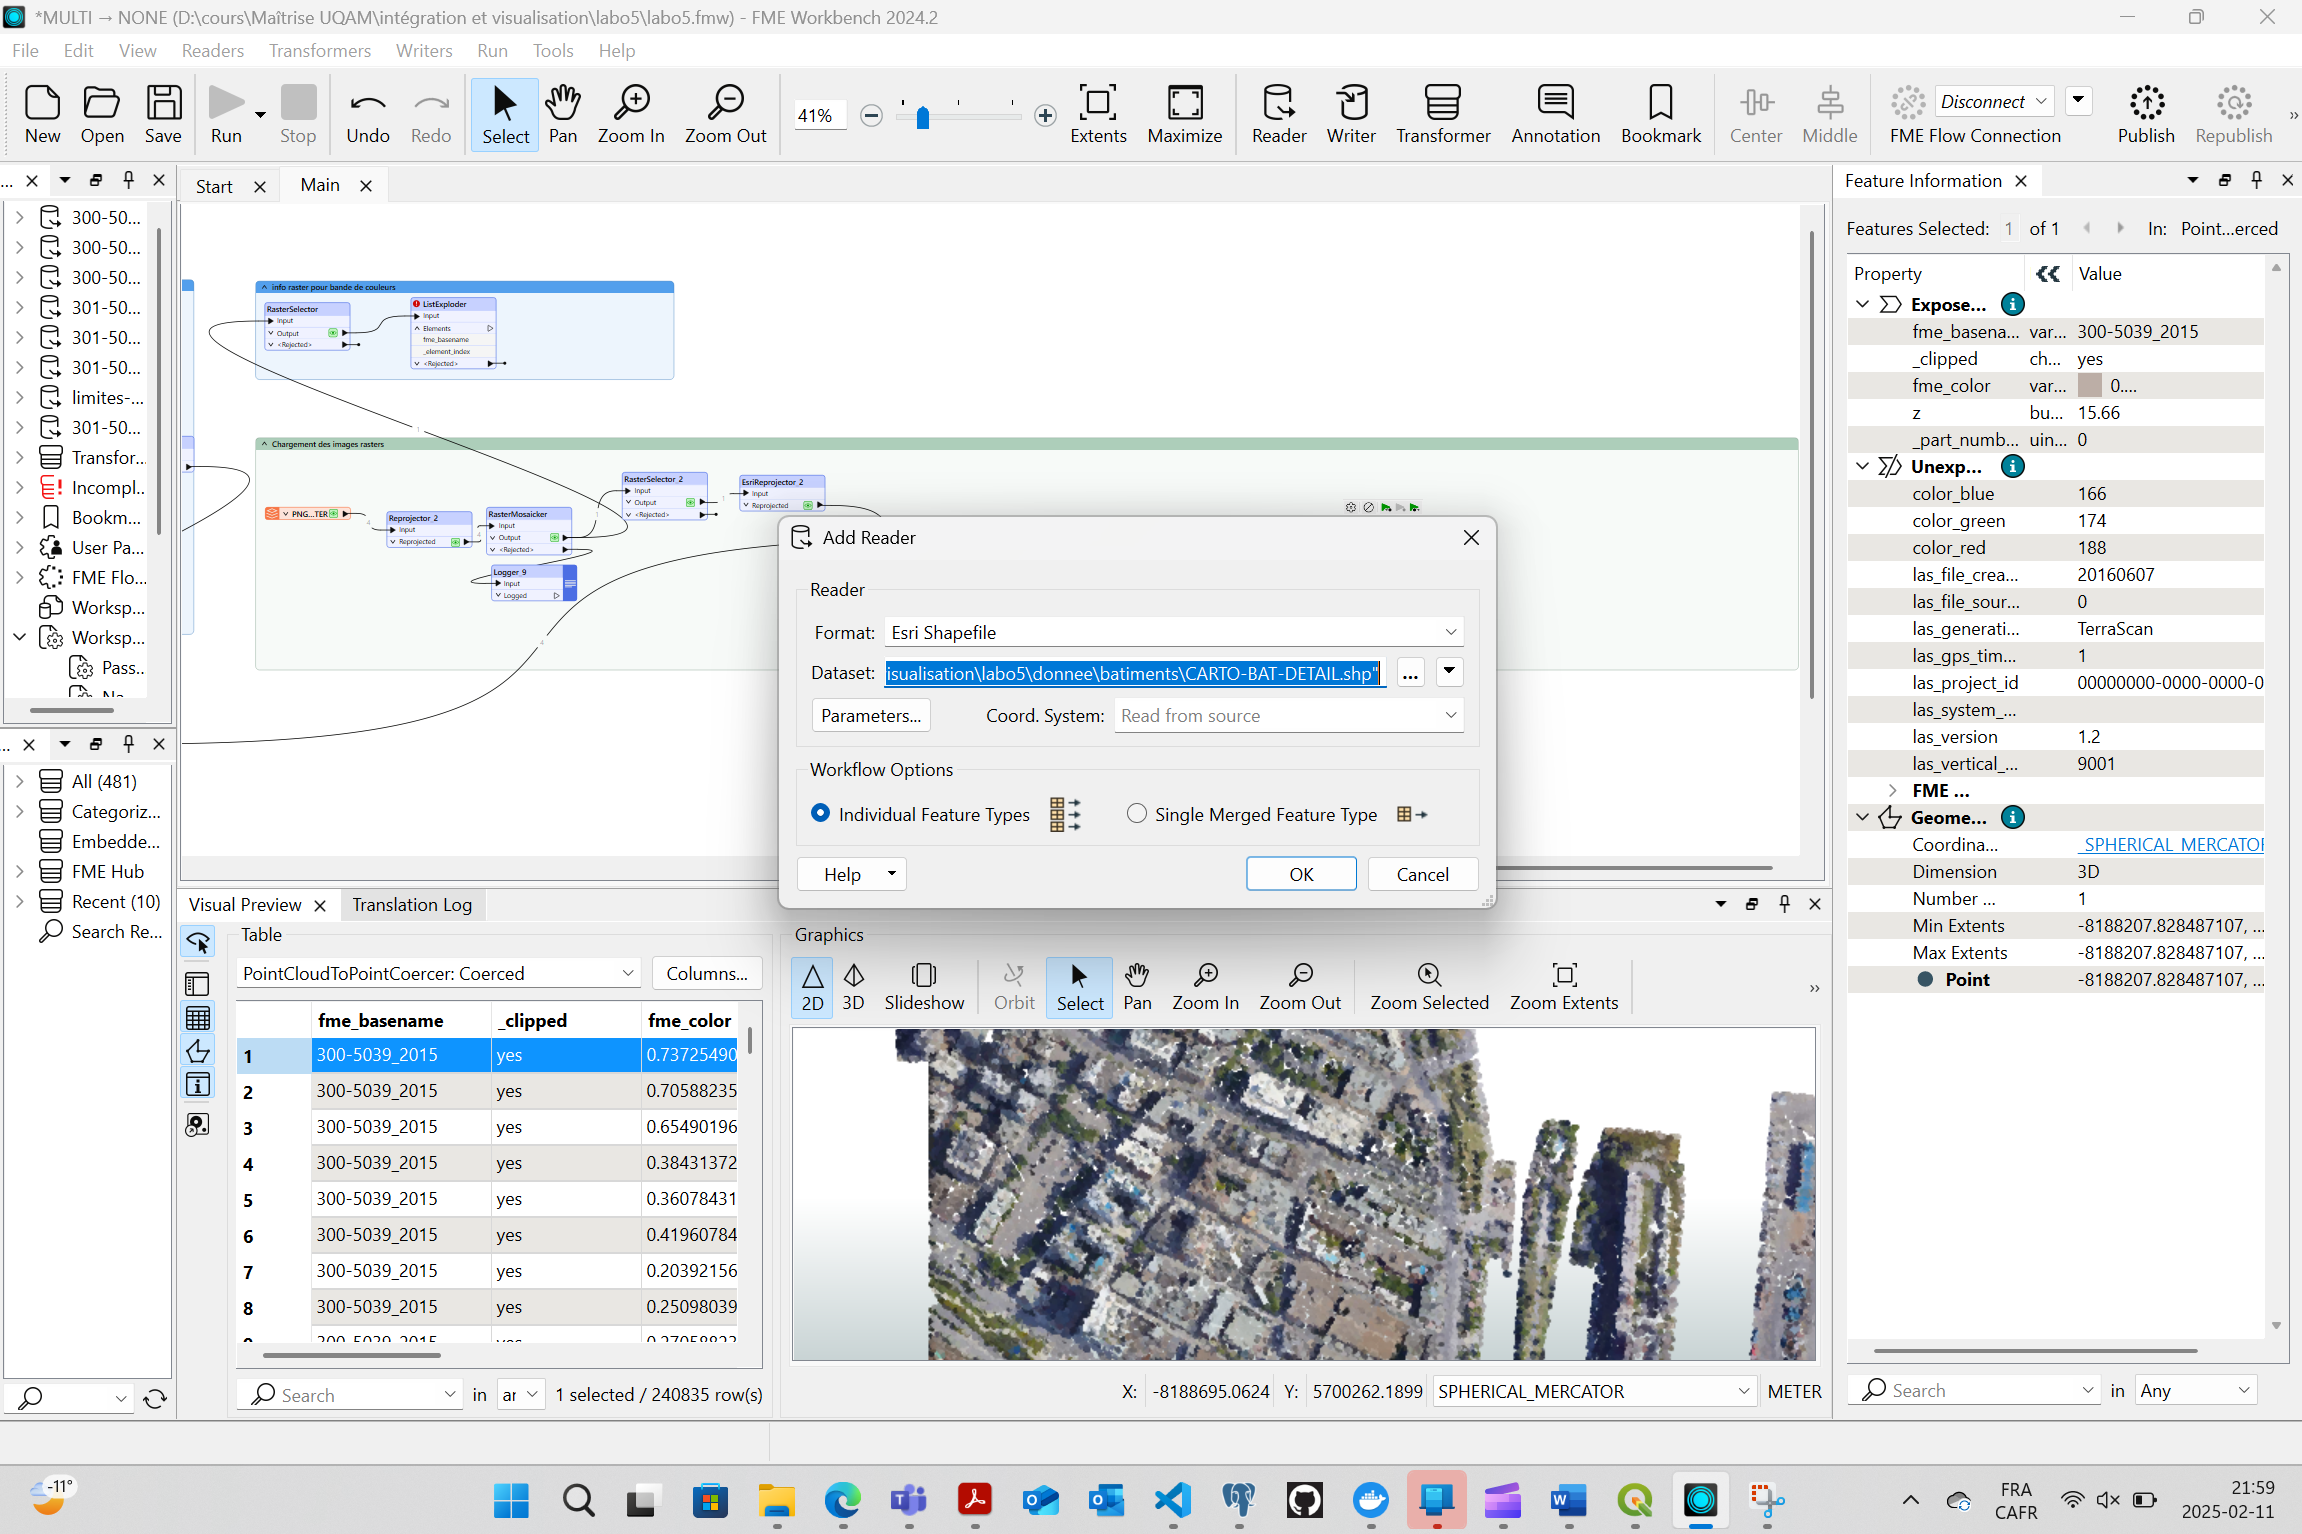 *MULTI → NONE (D:\cours\Maîtrise UQAM\intégration et visualisation\labo5\labo5.fmw) - FME Workbench 2024.2
File Edit View Readers Transformers Writers Run Tools Help
New Open Save Run Stop Undo Redo Select Pan Zoom In Zoom Out 41% Extents Maximize Reader Writer Transformer Annotation Bookmark Center Middle Disconnect FME Flow Connection Publish Republish »
...
300-50...
300-50...
300-50...
301-50...
301-50...
301-50...
limites-...
301-50...
Transfor...
Incompl...
Bookm...
User Pa...
FME Flo...
Worksp...
Worksp...
Pass...
...
All (481)
Categoriz...
Embedde...
FME Hub
Recent (10)
Search Re...
Start
Main
info raster pour bande de couleurs
RasterSelector
Input
Output
<Rejected>
ListExploder
Input
Elements
fme_basename
_element_index
<Rejected>
1
Chargement des images rasters
PNG...TER
4
Reprojector_2
Input
Reprojected
4
RasterMosaicker
Input
Output
<Rejected>
Logger_9
Input
Logged
1
RasterSelector_2
Input
Output
<Rejected>
1
EsriReprojector_2
Input
Reprojected
4
Add Reader
Reader
Format: Esri Shapefile
Dataset: isualisation\labo5\donnee\batiments\CARTO-BAT-DETAIL.shp" ...
Parameters... Coord. System: Read from source
Workflow Options
Individual Feature Types Single Merged Feature Type
Help OK Cancel
Visual Preview
Translation Log
Table
PointCloudToPointCoercer: Coerced Columns...
fme_basename _clipped fme_color
1 300-5039_2015 yes 0.73725490
2 300-5039_2015 yes 0.70588235
3 300-5039_2015 yes 0.65490196
4 300-5039_2015 yes 0.38431372
5 300-5039_2015 yes 0.36078431
6 300-5039_2015 yes 0.41960784
7 300-5039_2015 yes 0.20392156
8 300-5039_2015 yes 0.25098039
Search in ar 1 selected / 240835 row(s)
Graphics
2D 3D Slideshow Orbit Select Pan Zoom In Zoom Out Zoom Selected Zoom Extents »
X: -8188695.0624 Y: 5700262.1899 SPHERICAL_MERCATOR METER
Feature Information
Features Selected: 1 of 1 In: Point...erced
Property Value
Expose...
fme_basena... var... 300-5039_2015
_clipped ch... yes
fme_color var... 0....
z bu... 15.66
_part_numb... uin... 0
Unexp...
color_blue 166
color_green 174
color_red 188
las_file_crea... 20160607
las_file_sour... 0
las_generati... TerraScan
las_gps_tim... 1
las_project_id 00000000-0000-0000-0
las_system_...
las_version 1.2
las_vertical_... 9001
FME ...
Geome...
Coordina... _SPHERICAL_MERCATOR
Dimension 3D
Number ... 1
Min Extents -8188207.828487107, ...
Max Extents -8188207.828487107, ...
Point -8188207.828487107, ...
Search in Any
-11°
FRA
CAFR
21:59
2025-02-11